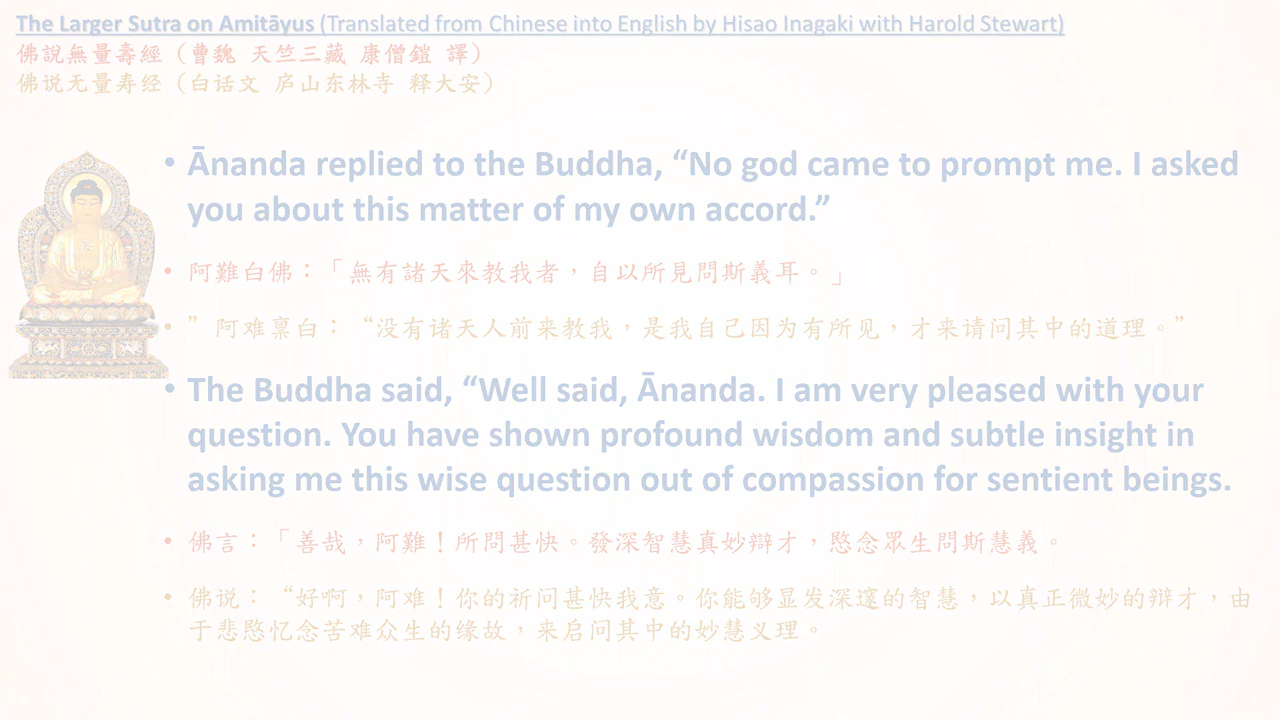 The Larger Sutra on Amitāyus (Translated from Chinese into English by Hisao Inagaki with Harold Stewart)
佛說無量壽經（曹魏 天竺三藏 康僧鎧 譯）
佛说无量寿经（白话文 庐山东林寺 释大安）
• Ānanda replied to the Buddha, “No god came to prompt me. I asked
you about this matter of my own accord.”
• 阿難白佛：「無有諸天來教我者，自以所見問斯義耳。」
• ” 阿难禀白：“没有诸天人前来教我，是我自己因为有所见，才来请问其中的道理。”
• The Buddha said, “Well said, Ānanda. I am very pleased with your
question. You have shown profound wisdom and subtle insight in
asking me this wise question out of compassion for sentient beings.
• 佛言：「善哉，阿難！所問甚快。發深智慧真妙辯才，愍念眾生問斯慧義。
• 佛说：“好啊，阿难！你的祈问甚快我意。你能够显发深邃的智慧，以真正微妙的辩才，由
于悲愍忆念苦难众生的缘故，来启问其中的妙慧义理。